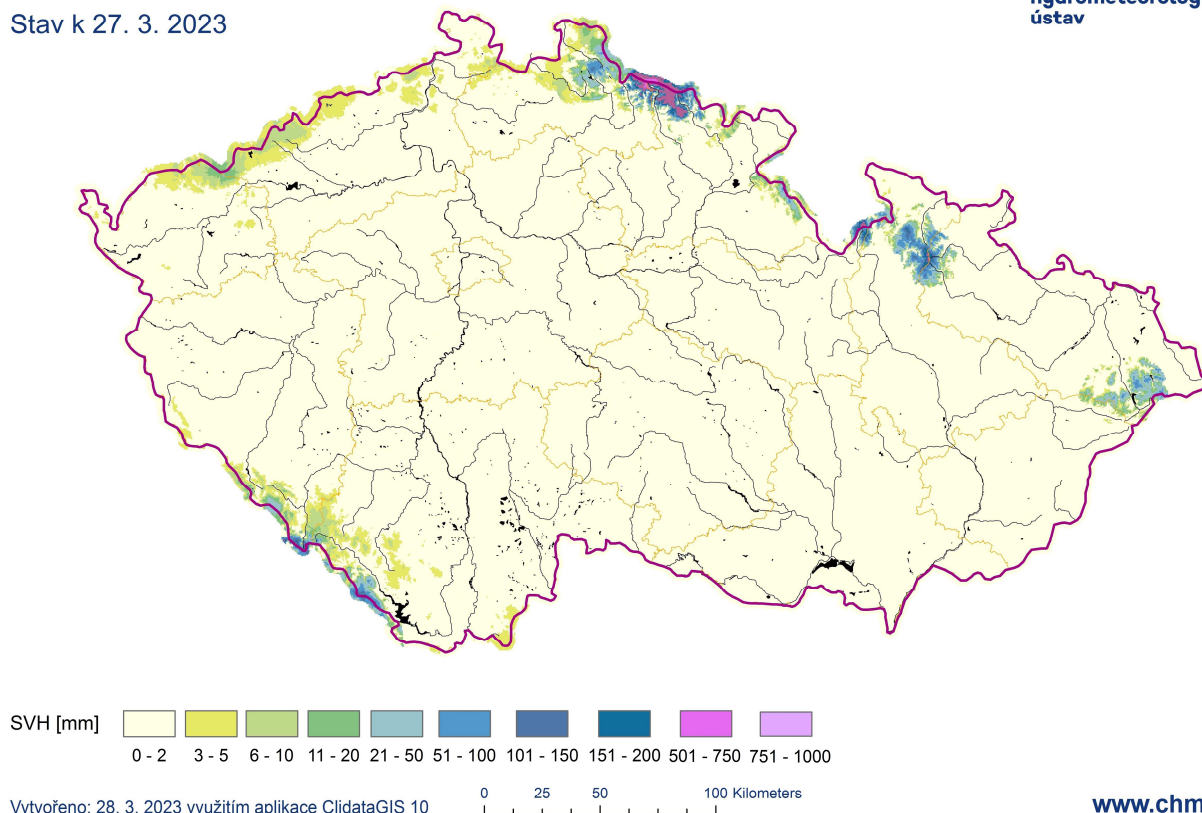 Stav k 27. 3. 2023
ústav
SVH [mm]
0 - 2 3 - 5 6 - 10 11 - 20 21 - 50 51 - 100 101 - 150 151 - 200 501 - 750 751 - 1000
0 25 50 100 Kilometers
Vytvořeno: 28. 3. 2023 využitím aplikace ClidataGIS 10
www.chm